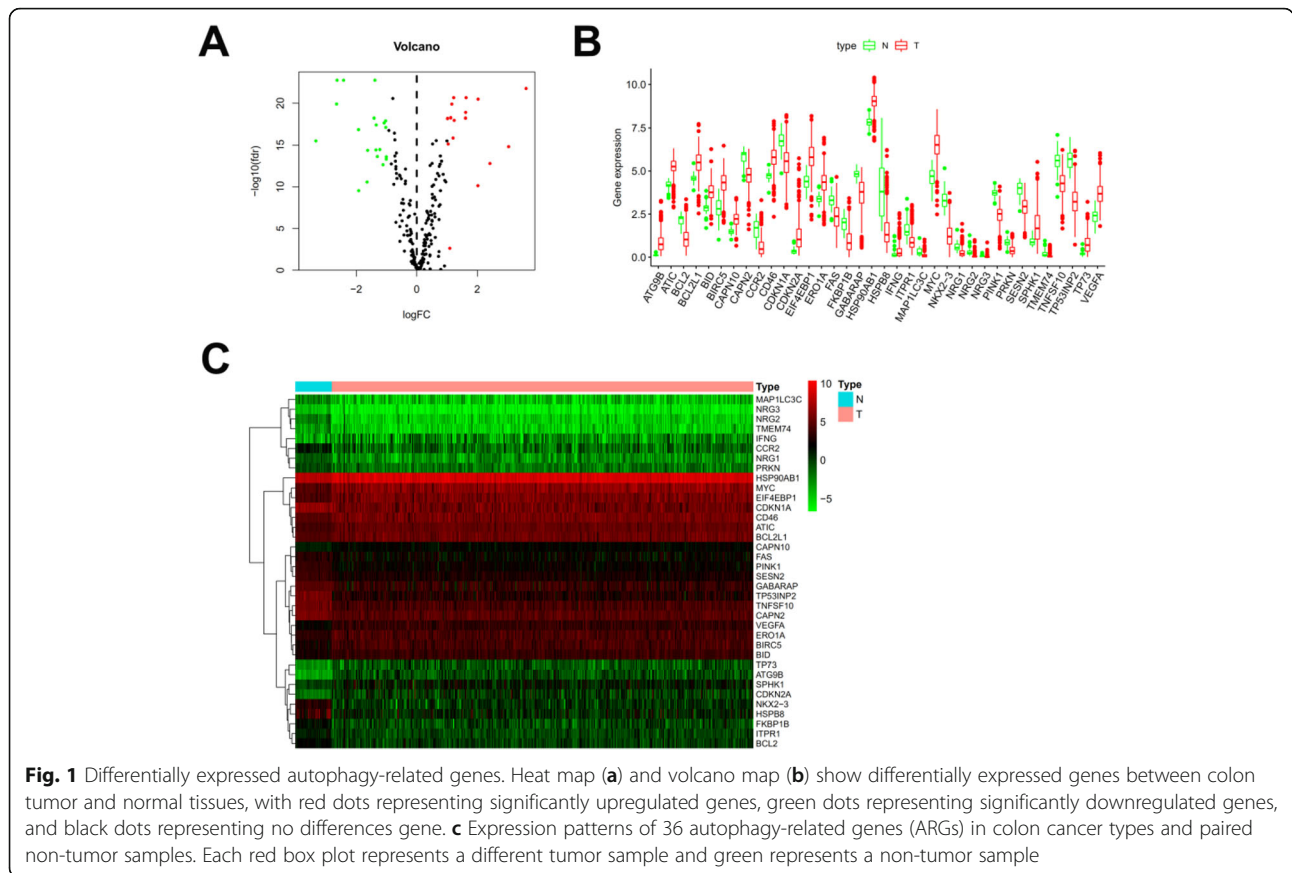 A
Volcano
20
15
10
5
0
−log10(fdr)
−2
0
2
logFC
B
type N T
10.0
7.5
5.0
2.5
0.0
Gene expression
ATG9B
ATIC
BCL2
BCL2L1
BID
BIRC5
CAPN10
CAPN2
CCR2
CD46
CDKN1A
CDKN2A
EIF4EBP1
ERO1A
FAS
FKBP1B
GABARAP
HSP90AB1
HSPB8
IFNG
ITPR1
MAP1LC3C
MYC
NKX2−3
NRG1
NRG2
NRG3
PINK1
PRKN
SESN2
SPHK1
TMEM74
TNFSF10
TP53INP2
TP73
VEGFA
C
Type
MAP1LC3C
NRG3
NRG2
TMEM74
IFNG
CCR2
NRG1
PRKN
HSP90AB1
MYC
EIF4EBP1
CDKN1A
CD46
ATIC
BCL2L1
CAPN10
FAS
PINK1
SESN2
GABARAP
TP53INP2
TNFSF10
CAPN2
VEGFA
ERO1A
BIRC5
BID
TP73
ATG9B
SPHK1
CDKN2A
NKX2−3
HSPB8
FKBP1B
ITPR1
BCL2
10
5
0
−5
Type
N
T
Fig. 1 Differentially expressed autophagy-related genes. Heat map (a) and volcano map (b) show differentially expressed genes between colon
tumor and normal tissues, with red dots representing significantly upregulated genes, green dots representing significantly downregulated genes,
and black dots representing no differences gene. c Expression patterns of 36 autophagy-related genes (ARGs) in colon cancer types and paired
non-tumor samples. Each red box plot represents a different tumor sample and green represents a non-tumor sample